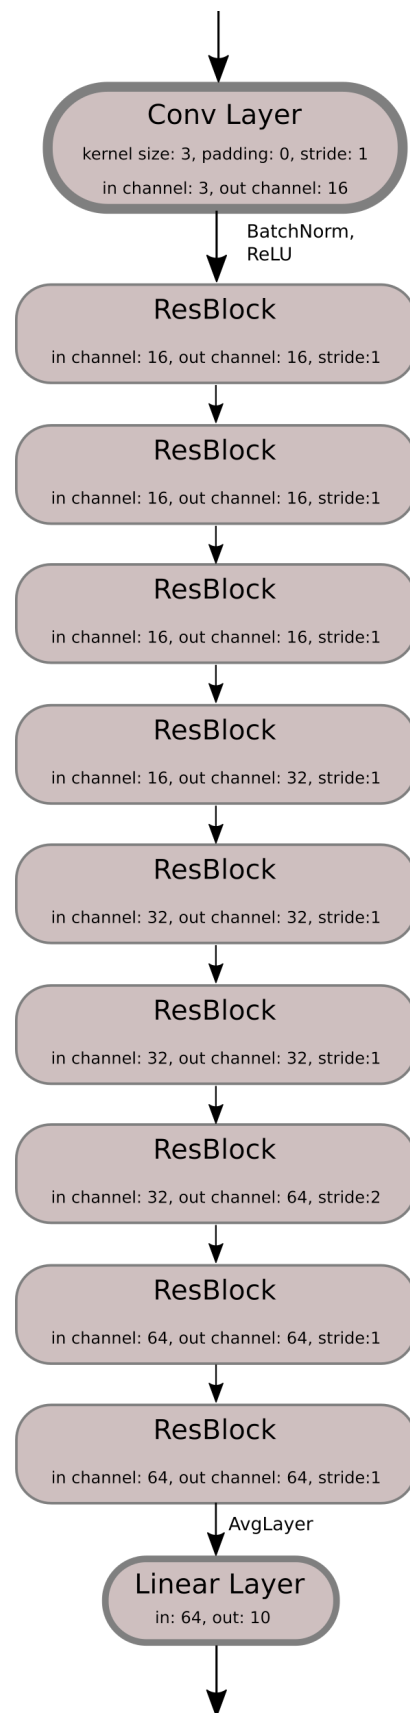 Conv Layer
kernel size: 3, padding: 0, stride: 1
in channel: 3, out channel: 16
BatchNorm,
ReLU
ResBlock
in channel: 16, out channel: 16, stride:1
ResBlock
in channel: 16, out channel: 16, stride:1
ResBlock
in channel: 16, out channel: 16, stride:1
ResBlock
in channel: 16, out channel: 32, stride:1
ResBlock
in channel: 32, out channel: 32, stride:1
ResBlock
in channel: 32, out channel: 32, stride:1
ResBlock
in channel: 32, out channel: 64, stride:2
ResBlock
in channel: 64, out channel: 64, stride:1
ResBlock
in channel: 64, out channel: 64, stride:1
AvgLayer
Linear Layer
in: 64, out: 10